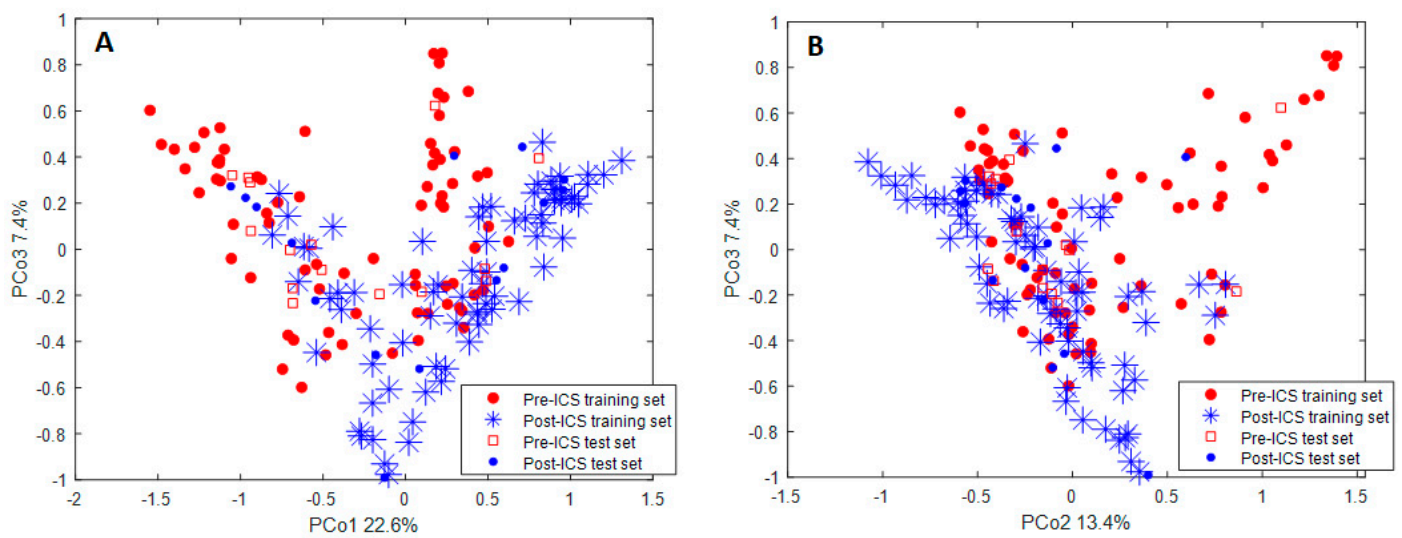 A
PCo3 7.4%
1
0.8
0.6
0.4
0.2
0
-0.2
-0.4
-0.6
-0.8
-1
-2 -1.5 -1 -0.5 0 0.5 1 1.5
PCo1 22.6%
Pre-ICS training set
Post-ICS training set
Pre-ICS test set
Post-ICS test set
B
PCo3 7.4%
1
0.8
0.6
0.4
0.2
0
-0.2
-0.4
-0.6
-0.8
-1
-1.5 -1 -0.5 0 0.5 1 1.5
PCo2 13.4%
Pre-ICS training set
Post-ICS training set
Pre-ICS test set
Post-ICS test set